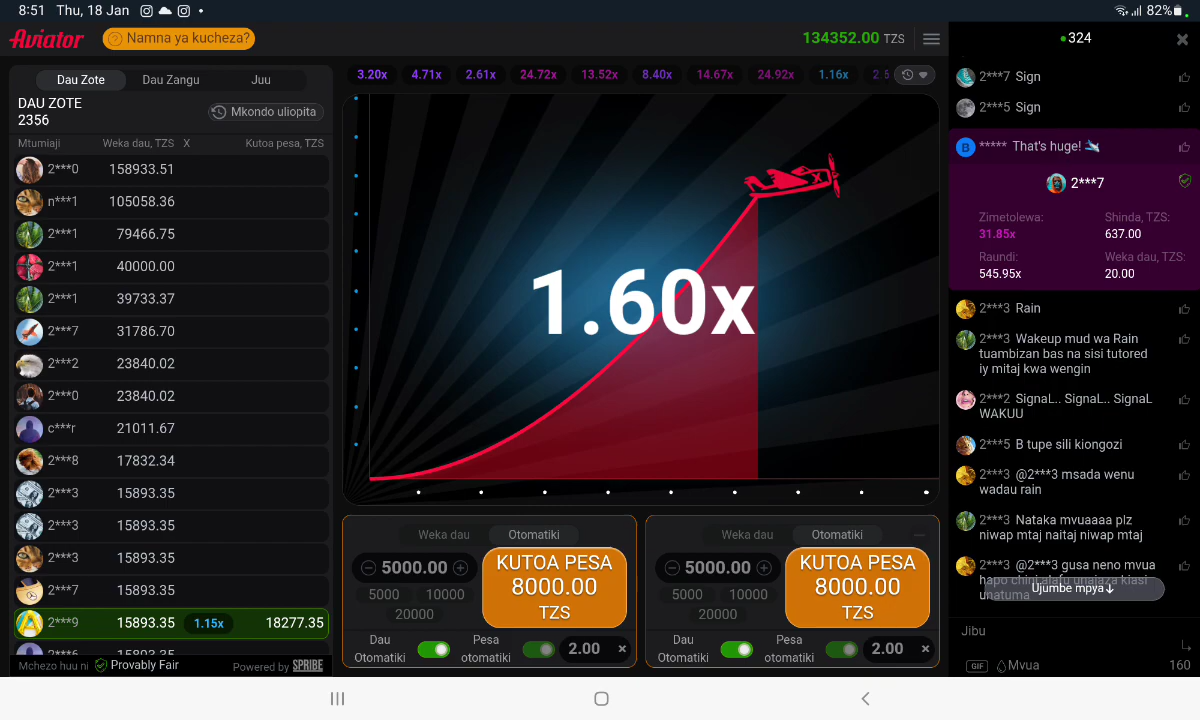 8:51 Thu, 18 Jan
82%
Aviator
Namna ya kucheza?
134352.00 TZS
324
Dau Zote Dau Zangu Juu
DAU ZOTE
2356
Mkondo uliopita
Mtumiaji Weka dau, TZS X Kutoa pesa, TZS
2***0 158933.51
n***1 105058.36
2***1 79466.75
2***1 40000.00
2***1 39733.37
2***7 31786.70
2***2 23840.02
2***0 23840.02
c***r 21011.67
2***8 17832.34
2***3 15893.35
2***3 15893.35
2***3 15893.35
2***7 15893.35
2***9 15893.35 1.15x 18277.35
2***6 15893.35
Mchezo huu ni Provably Fair Powered by SPRIBE
3.20x 4.71x 2.61x 24.72x 13.52x 8.40x 14.67x 24.92x 1.16x
1.60x
Weka dau Otomatiki
5000.00
5000 10000
20000
KUTOA PESA
8000.00
TZS
Dau
Otomatiki
Pesa
otomatiki
2.00 ×
Weka dau Otomatiki
5000.00
5000 10000
20000
KUTOA PESA
8000.00
TZS
Dau
Otomatiki
Pesa
otomatiki
2.00 ×
2***7 Sign
2***5 Sign
B ***** That's huge!
2***7
Zimetolewa: Shinda, TZS:
31.85x 637.00
Raundi: Weka dau, TZS:
545.95x 20.00
2***3 Rain
2***3 Wakeup mud wa Rain
tuambizan bas na sisi tutored
iy mitaj kwa wengin
2***2 SignaL.. SignaL.. SignaL
WAKUU
2***5 B tupe sili kiongozi
2***3 @2***3 msada wenu
wadau rain
2***3 Nataka mvuaaaa plz
niwap mtaj naitaj niwap mtaj
2***3 @2***3 gusa neno mvua
hapo chini alafu unajaza kiasi
unatuma
Ujumbe mpya
Jibu
GIF Mvua 160